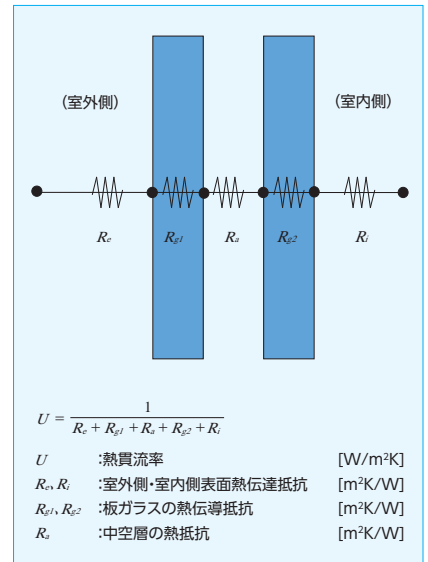 (室外側) (室内側)
Re Rg1 Ra Rg2 Ri
U = 1 / (Re + Rg1 + Ra + Rg2 + Ri)
U :熱貫流率 [W/m²K]
Re、Ri :室外側・室内側表面熱伝達抵抗 [m²K/W]
Rg1、Rg2 :板ガラスの熱伝導抵抗 [m²K/W]
Ra :中空層の熱抵抗 [m²K/W]